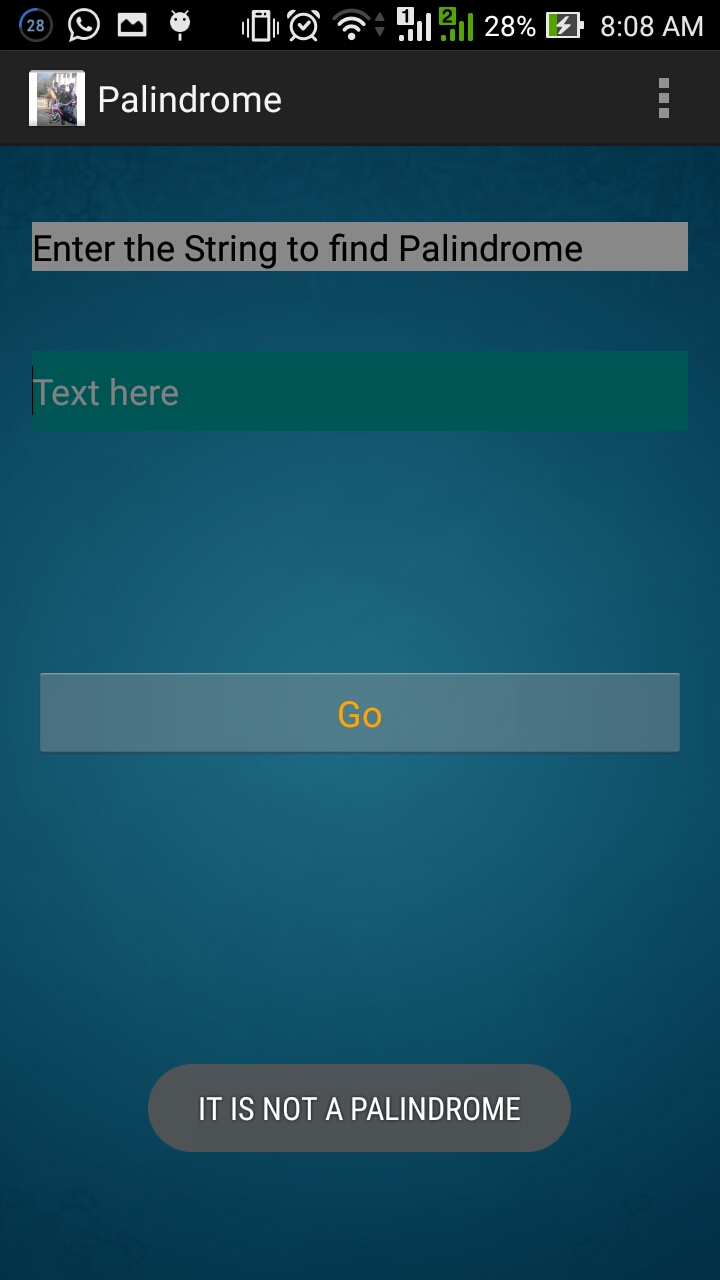 28 1 2 28% 8:08 AM
Palindrome
Enter the String to find Palindrome
Text here
Go
IT IS NOT A PALINDROME